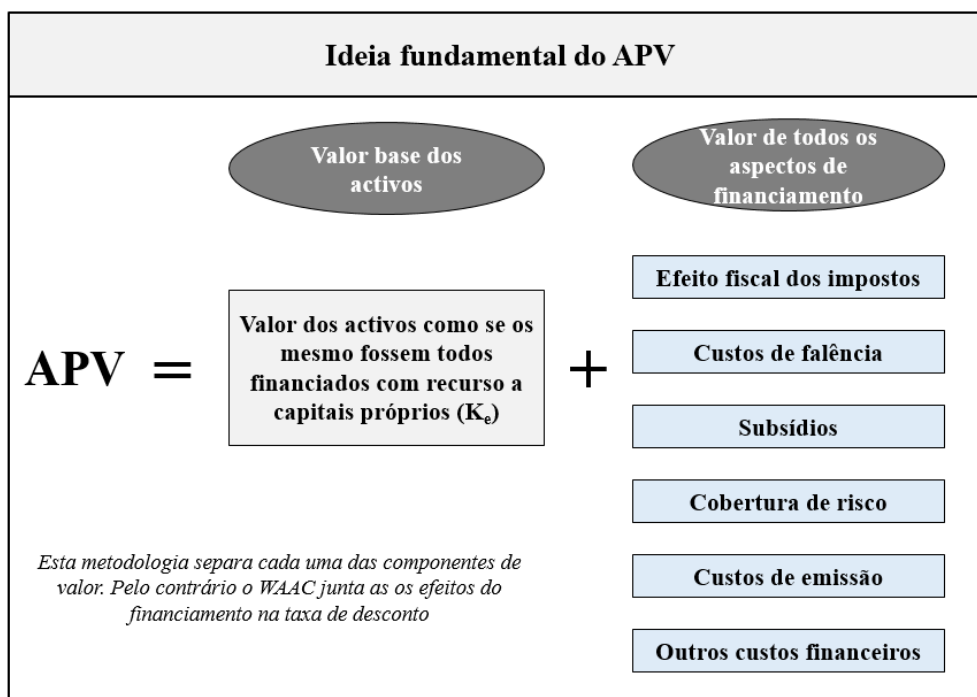 Ideia fundamental do APV
Valor base dos
activos
Valor de todos os
aspectos de
financiamento
APV =
Valor dos activos como se os
mesmo fossem todos
financiados com recurso a
capitais próprios (Kₑ)
+
Efeito fiscal dos impostos
Custos de falência
Subsídios
Cobertura de risco
Custos de emissão
Outros custos financeiros
Esta metodologia separa cada uma das componentes de
valor. Pelo contrário o WAAC junta as os efeitos do
financiamento na taxa de desconto